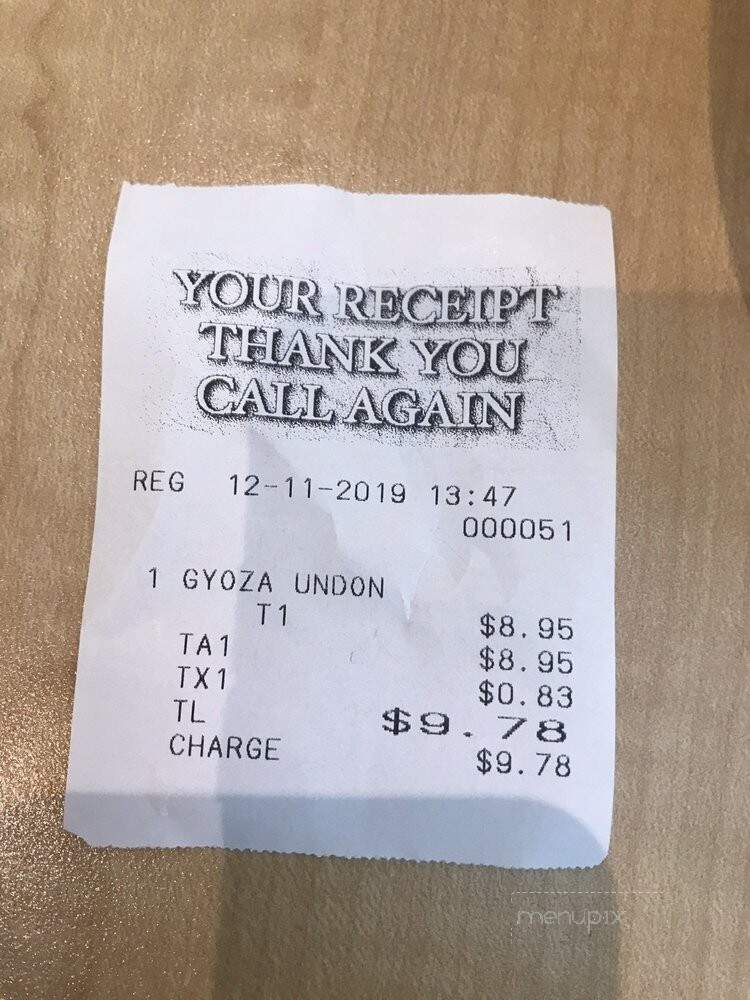 YOUR RECEIPT
THANK YOU
CALL AGAIN
REG 12-11-2019 13:47
000051
1 GYOZA UNDON
T1 $8.95
TA1 $8.95
TX1 $0.83
TL $9.78
CHARGE $9.78
menupix